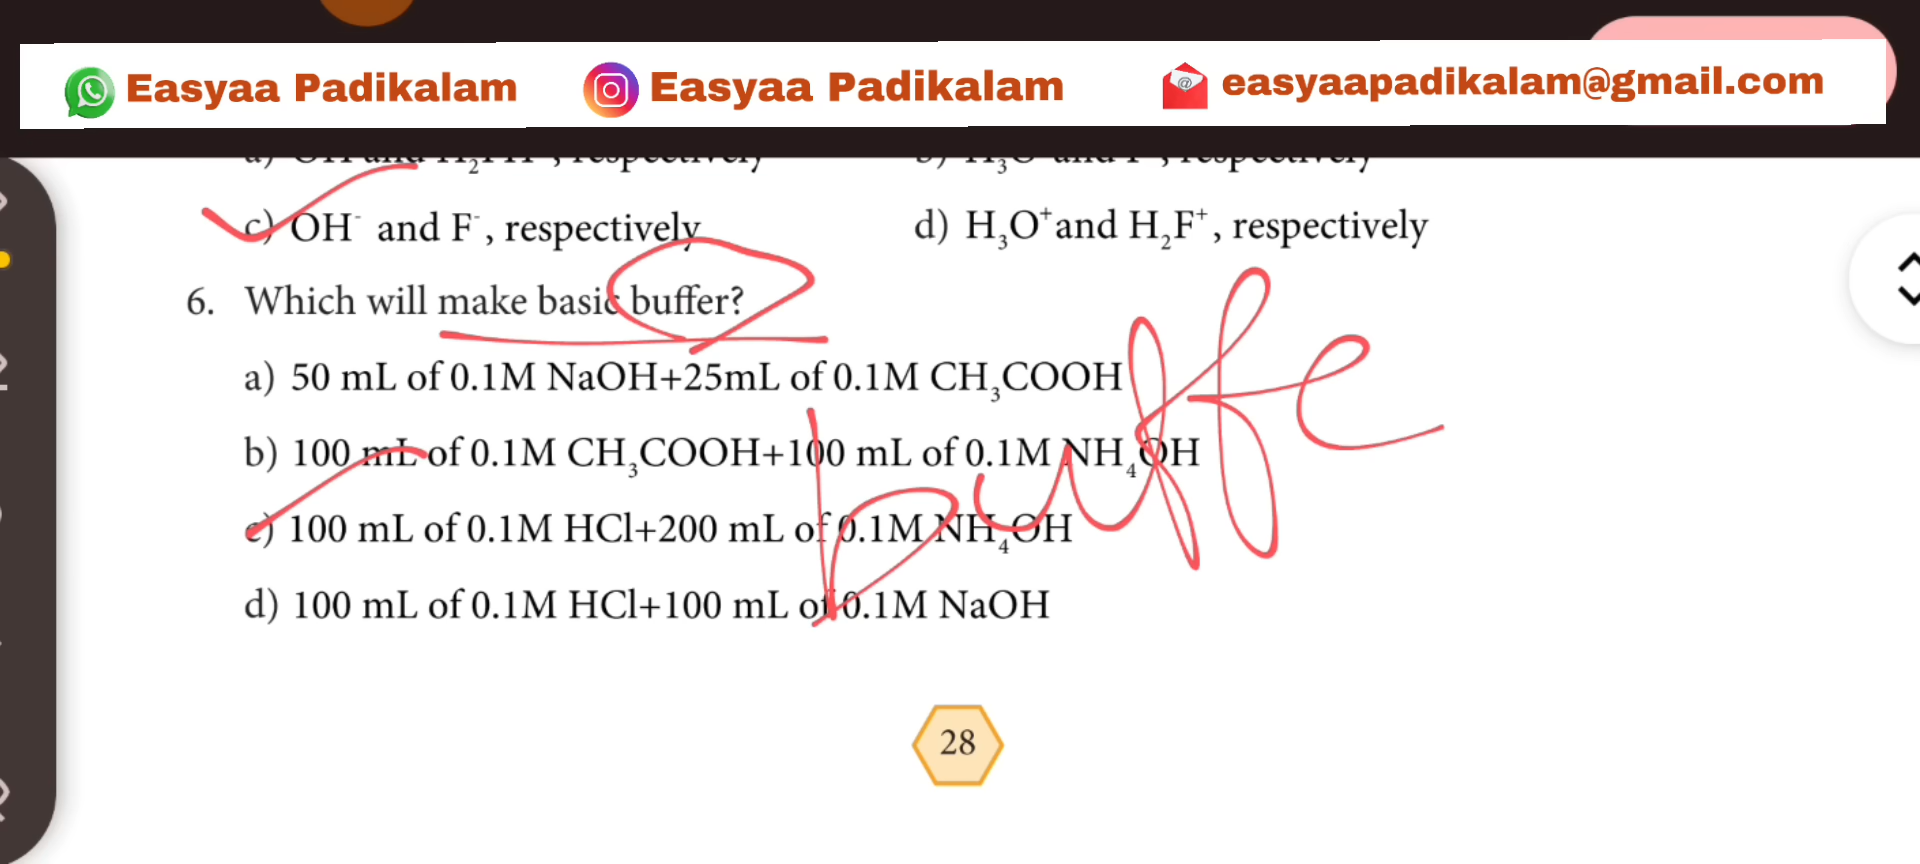 Easyaa Padikalam Easyaa Padikalam easyaapadikalam@gmail.com
respectively respectively
c) OH⁻ and F⁻, respectively d) H₃O⁺and H₂F⁺, respectively
6. Which will make basic buffer?
a) 50 mL of 0.1M NaOH+25mL of 0.1M CH₃COOH
b) 100 mL of 0.1M CH₃COOH+100 mL of 0.1M NH₄OH
c) 100 mL of 0.1M HCl+200 mL of 0.1M NH₄OH
d) 100 mL of 0.1M HCl+100 mL of 0.1M NaOH
buffe
28